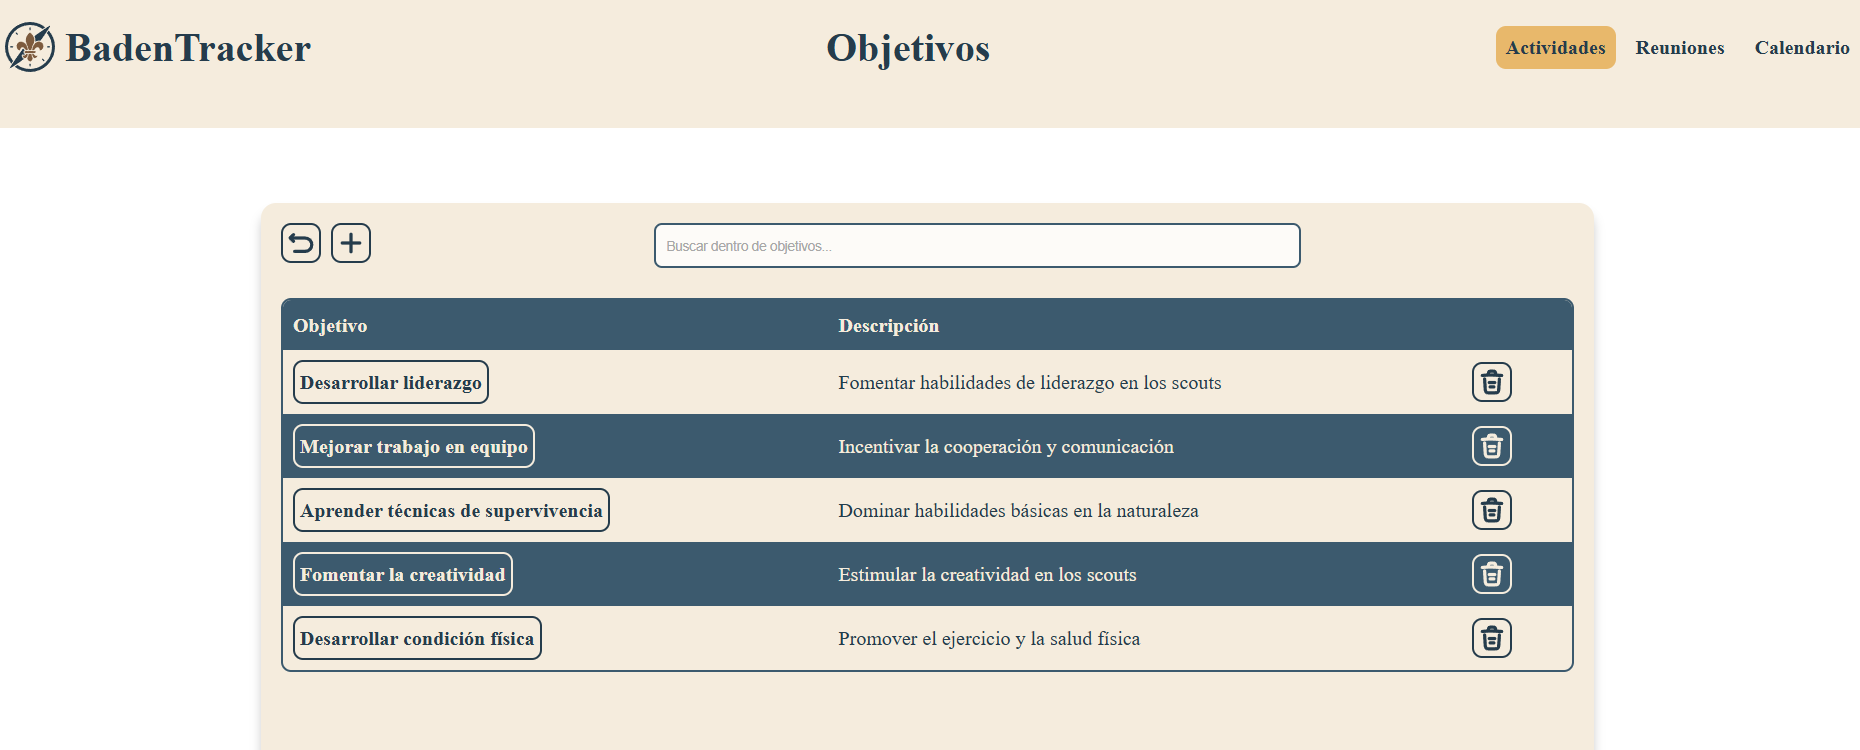 BadenTracker
Objetivos
Actividades Reuniones Calendario
Buscar dentro de objetivos...
Objetivo Descripción
Desarrollar liderazgo Fomentar habilidades de liderazgo en los scouts
Mejorar trabajo en equipo Incentivar la cooperación y comunicación
Aprender técnicas de supervivencia Dominar habilidades básicas en la naturaleza
Fomentar la creatividad Estimular la creatividad en los scouts
Desarrollar condición física Promover el ejercicio y la salud física